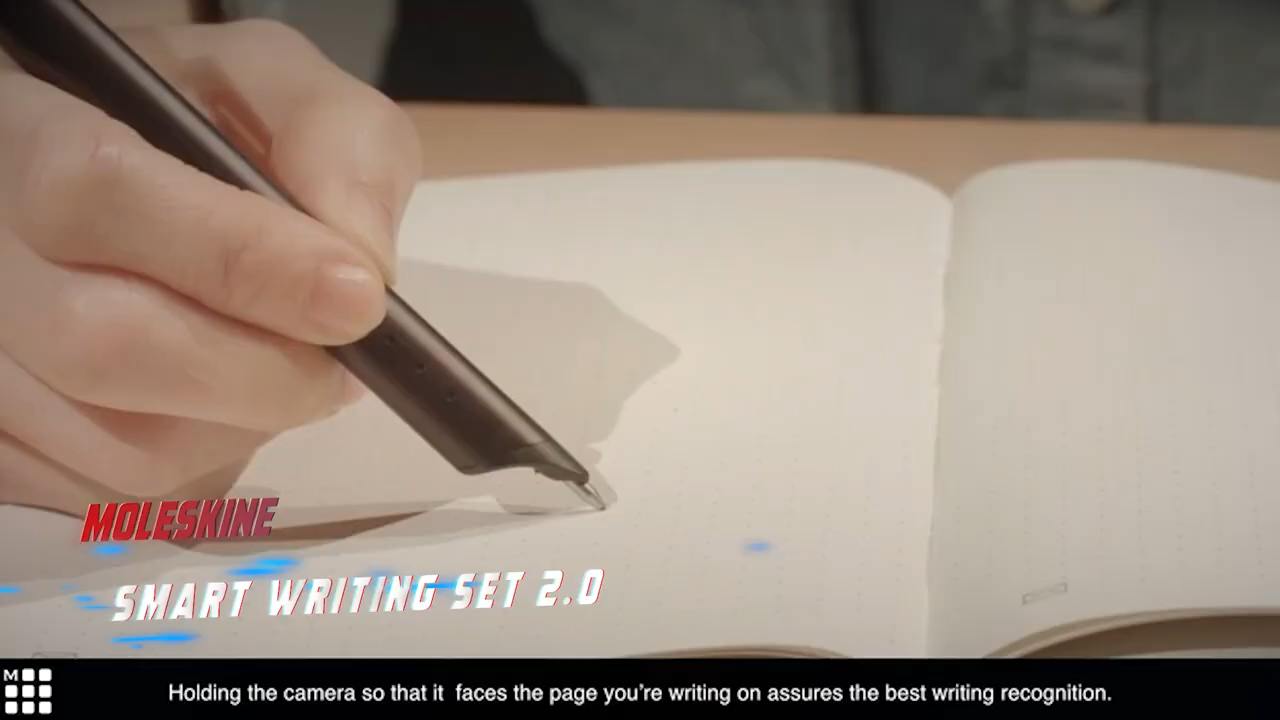 MOLESKINE
SMART WRITING SET 2.0
M
Holding the camera so that it  faces the page you’re writing on assures the best writing recognition.